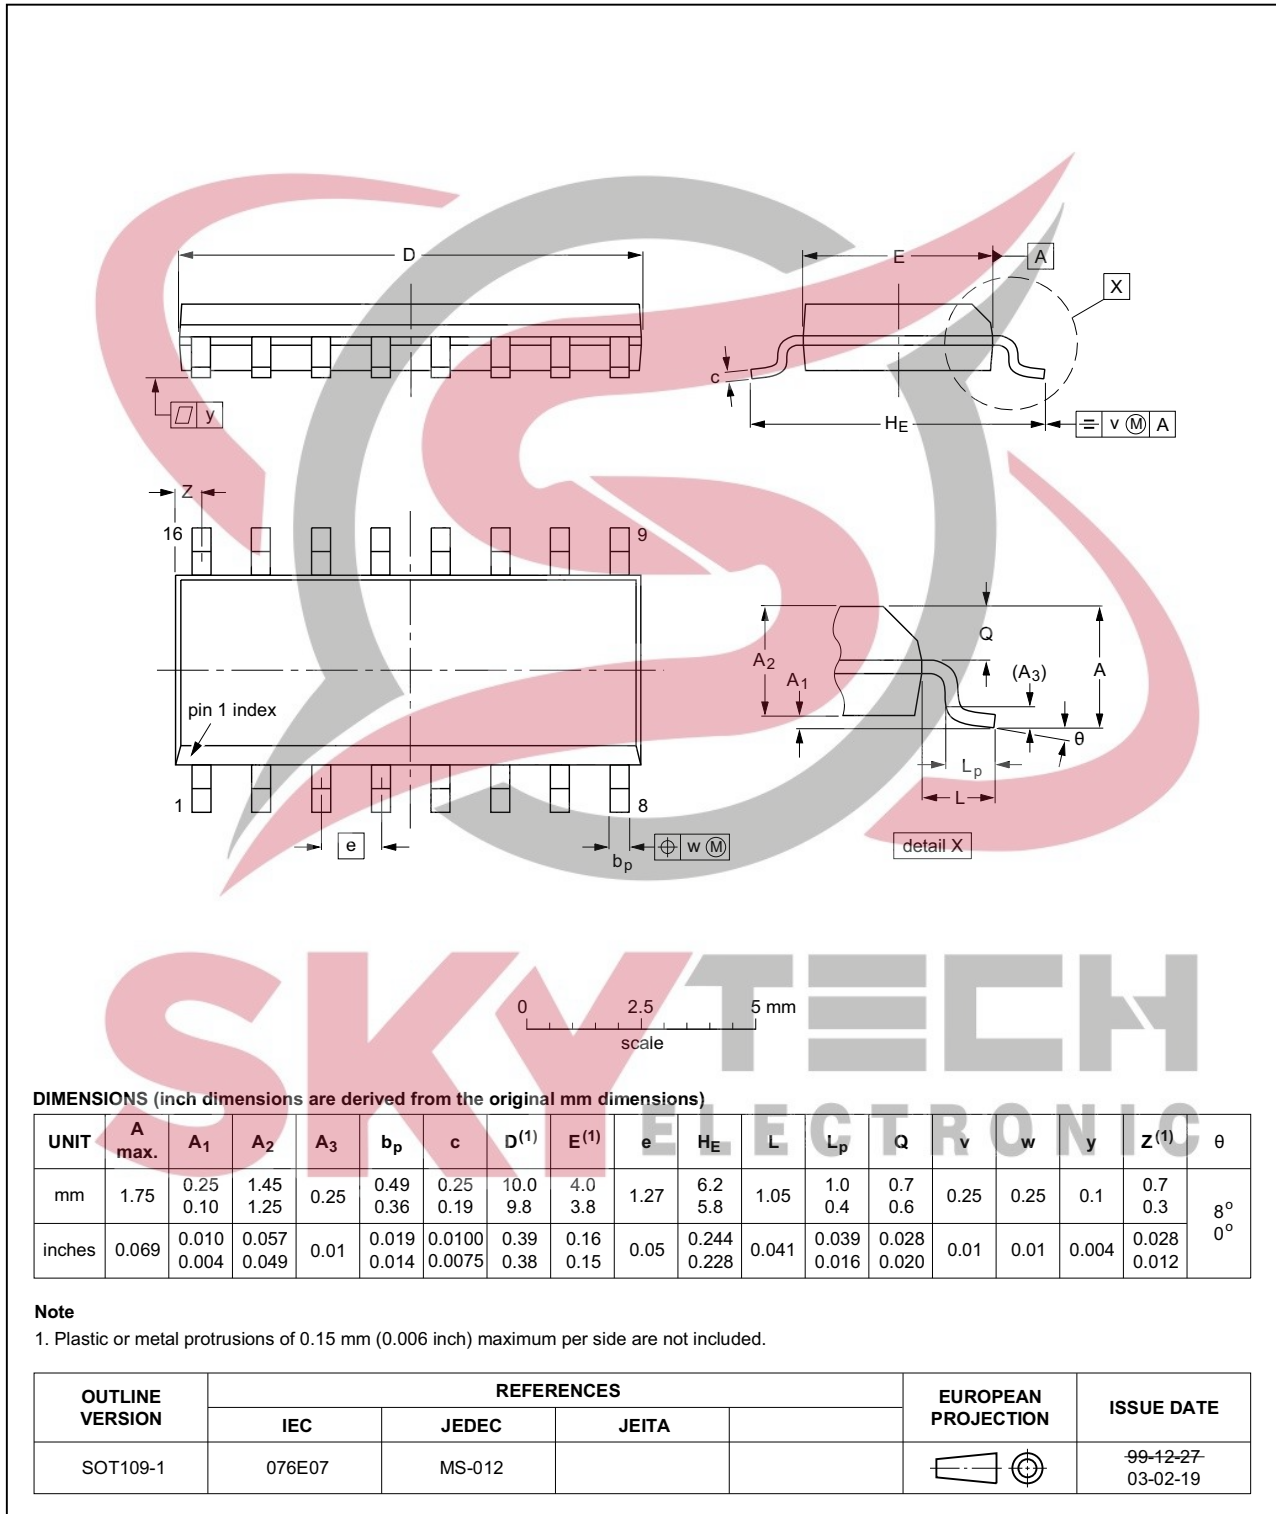 D
E
A
X
c
y
HE
v M A
Z
16
9
pin 1 index
1
8
e
bp
w M
A2
A1
Q
(A3)
A
θ
Lp
L
detail X
SKYTECH
ELECTRONIC
0 2.5 5 mm
scale
DIMENSIONS (inch dimensions are derived from the original mm dimensions)
UNIT A max. A1 A2 A3 bp c D(1) E(1) e HE L Lp Q v w y Z(1) θ
mm 1.75 0.25 0.10 1.45 1.25 0.25 0.49 0.36 0.25 0.19 10.0 9.8 4.0 3.8 1.27 6.2 5.8 1.05 1.0 0.4 0.7 0.6 0.25 0.25 0.1 0.7 0.3 8o 0o
inches 0.069 0.010 0.004 0.057 0.049 0.01 0.019 0.014 0.0100 0.0075 0.39 0.38 0.16 0.15 0.05 0.244 0.228 0.041 0.039 0.016 0.028 0.020 0.01 0.01 0.004 0.028 0.012
Note
1. Plastic or metal protrusions of 0.15 mm (0.006 inch) maximum per side are not included.
OUTLINE VERSION REFERENCES EUROPEAN PROJECTION ISSUE DATE
IEC JEDEC JEITA
SOT109-1 076E07 MS-012 99-12-27
03-02-19